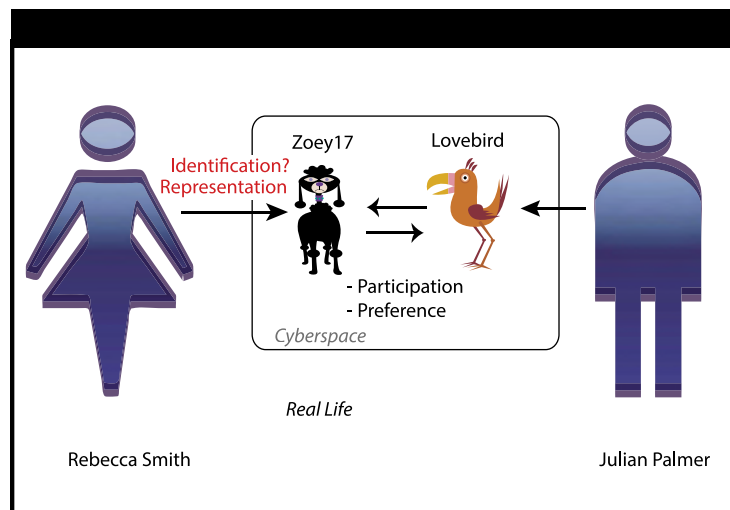 Zoey17
Lovebird
Identification?
Representation
- Participation
- Preference
Cyberspace
Real Life
Rebecca Smith
Julian Palmer